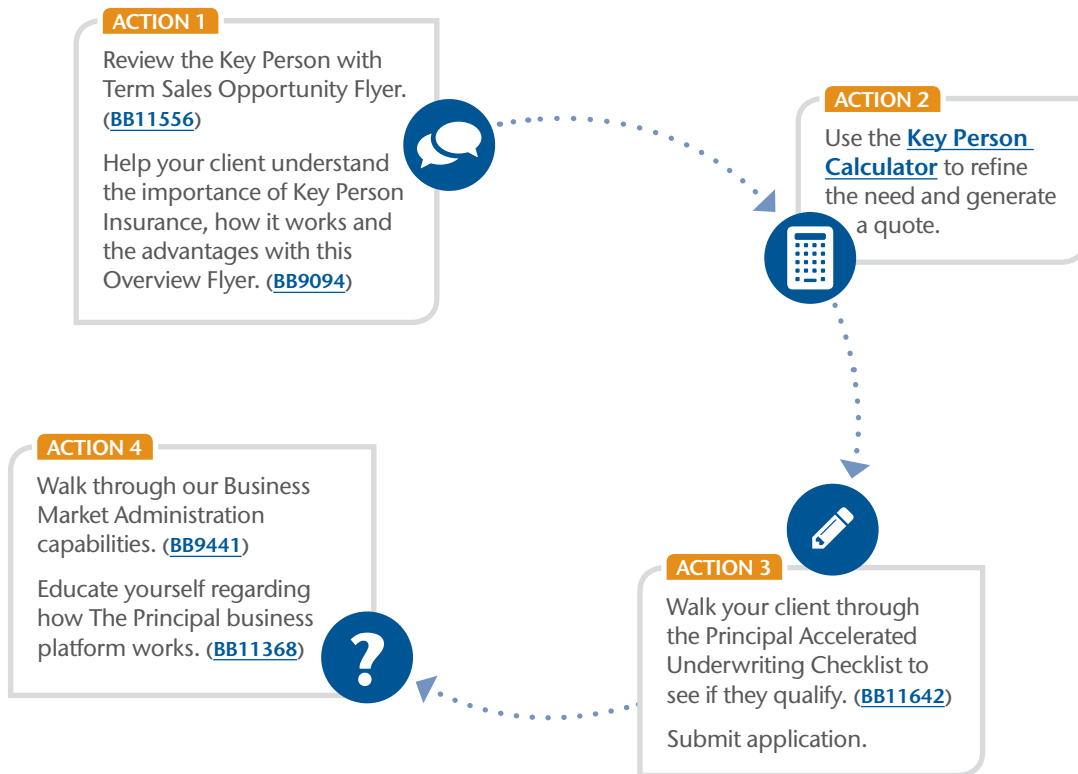 ACTION 1
Review the Key Person with
Term Sales Opportunity Flyer.
(BB11556)
Help your client understand
the importance of Key Person
Insurance, how it works and
the advantages with this
Overview Flyer. (BB9094)
ACTION 2
Use the Key Person
Calculator to refine
the need and generate
a quote.
ACTION 3
Walk your client through
the Principal Accelerated
Underwriting Checklist to
see if they qualify. (BB11642)
Submit application.
ACTION 4
Walk through our Business
Market Administration
capabilities. (BB9441)
Educate yourself regarding
how The Principal business
platform works. (BB11368)
?